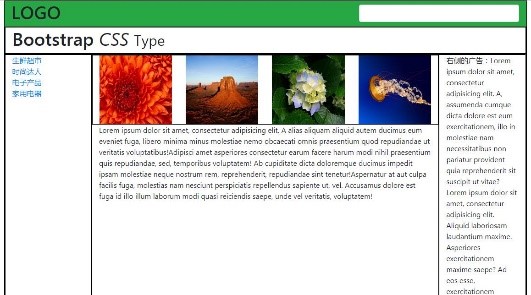 LOGO
Bootstrap CSS Type
生鲜超市
时尚达人
电子产品
家用电器
Lorem ipsum dolor sit amet, consectetur adipisicing elit. A alias aliquam aliquid autem ducimus eum
eveniet fuga, libero minima minus molestiae nemo obcaecati omnis praesentium quod repudiandae ut
veritatis voluptatibus!Adipisci amet asperiores consectetur earum facere harum modi nihil praesentium
quis repudiandae, sed, temporibus voluptatem! Ab cupiditate dicta doloremque ducimus impedit
ipsam molestiae neque nostrum rem, reprehenderit, repudiandae sint tenetur!Aspernatur at aut culpa
facilis fuga, molestias nam nesciunt perspiciatis repellendus sapiente ut, vel. Accusamus dolore est
fuga id illo illum laborum modi quasi reiciendis saepe, unde vel veritatis, voluptatem!
右侧的广告：Lorem
ipsum dolor sit amet,
consectetur
adipisicing elit. A,
assumenda cumque
dicta dolore est eum
exercitationem, illo in
molestiae nam
necessitatibus non
pariatur provident
quia reprehenderit sit
suscipit ut vitae?
Lorem ipsum dolor sit
amet, consectetur
adipisicing elit.
Aliquid laboriosam
laudantium maxime.
Asperiores
exercitationem
maxime saepe? Ad
eos esse,
exercitationem